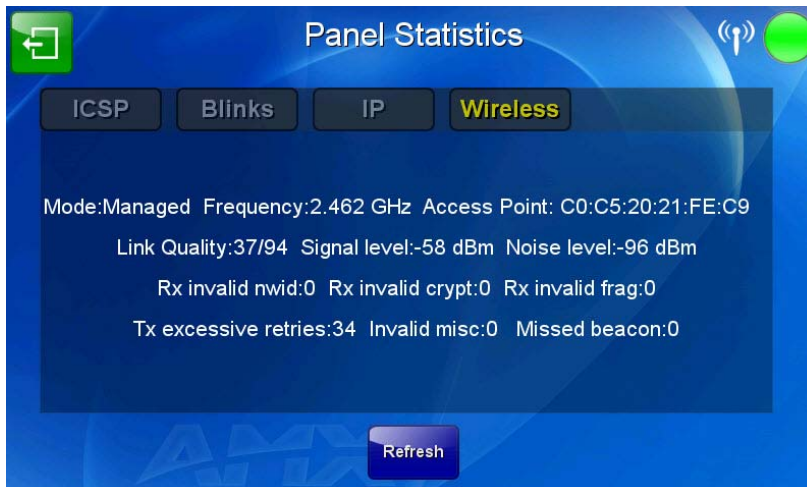 Panel Statistics
ICSP Blinks IP Wireless
Mode:Managed Frequency:2.462 GHz Access Point: C0:C5:20:21:FE:C9
Link Quality:37/94 Signal level:-58 dBm Noise level:-96 dBm
Rx invalid nwid:0 Rx invalid crypt:0 Rx invalid frag:0
Tx excessive retries:34 Invalid misc:0 Missed beacon:0
AMX
Refresh